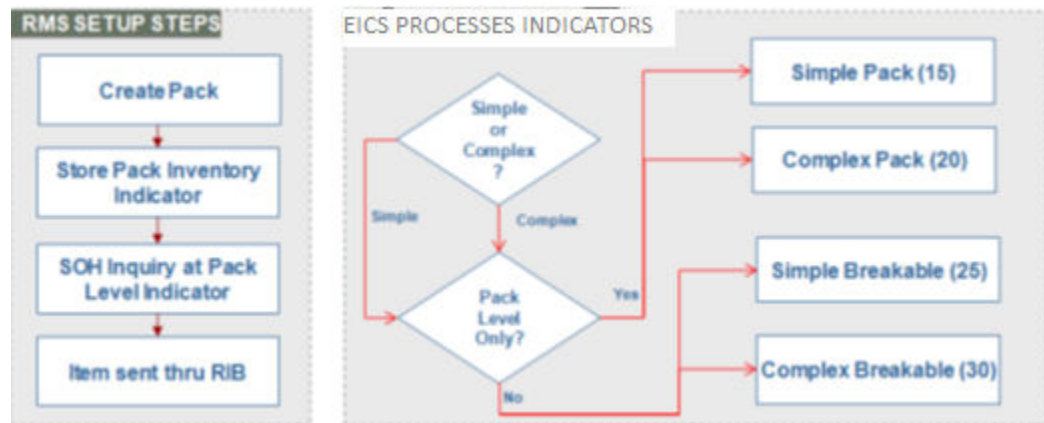 RMS SETUP STEPS
Create Pack
Store Pack Inventory
Indicator
SOH Inquiry at Pack
Level Indicator
Item sent thru RIB
EICS PROCESSES INDICATORS
Simple
or
Complex
?
Simple
Complex
Pack
Level
Only?
Yes
No
Simple Pack (15)
Complex Pack (20)
Simple Breakable (25)
Complex Breakable (30)